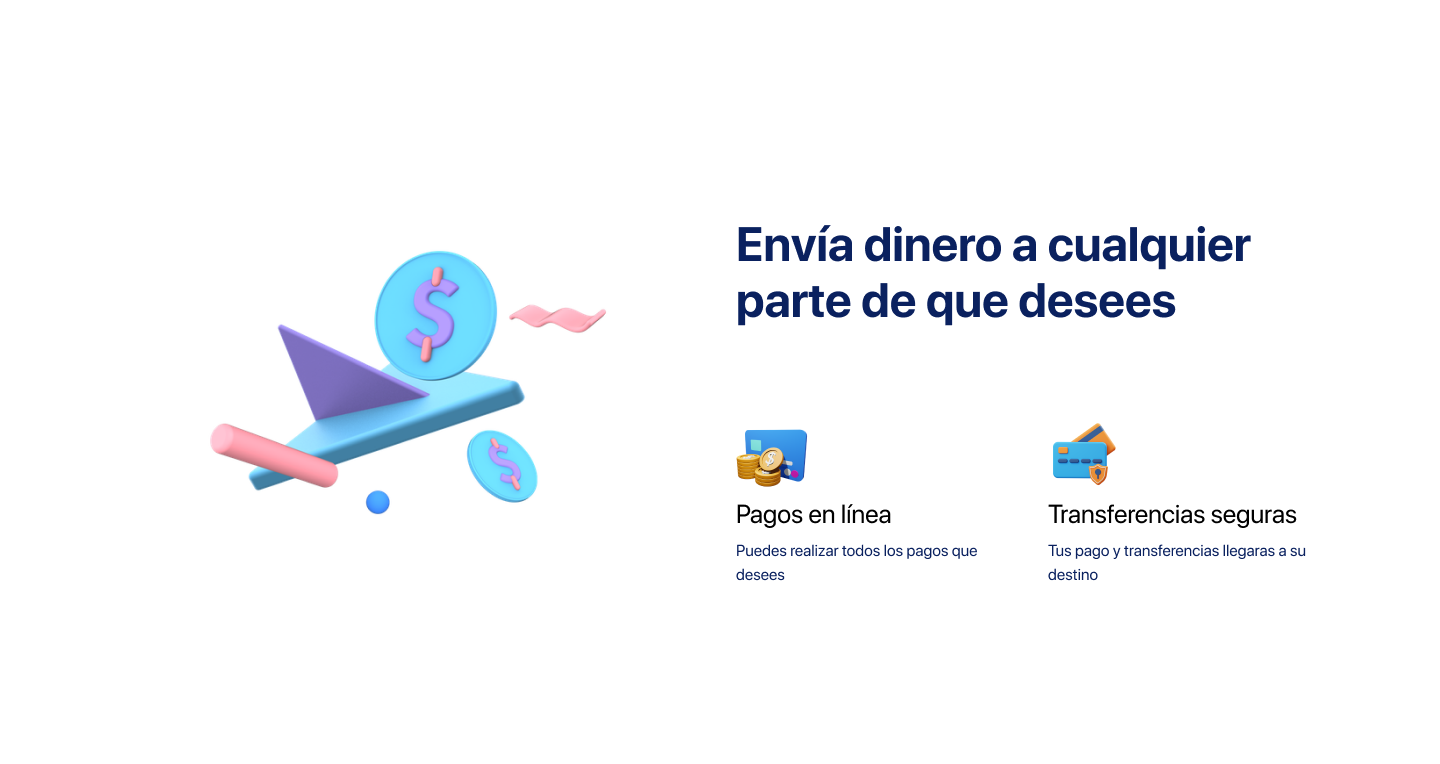 Envía dinero a cualquier
parte de que desees
Pagos en línea
Puedes realizar todos los pagos que
desees
Transferencias seguras
Tus pago y transferencias llegaras a su
destino